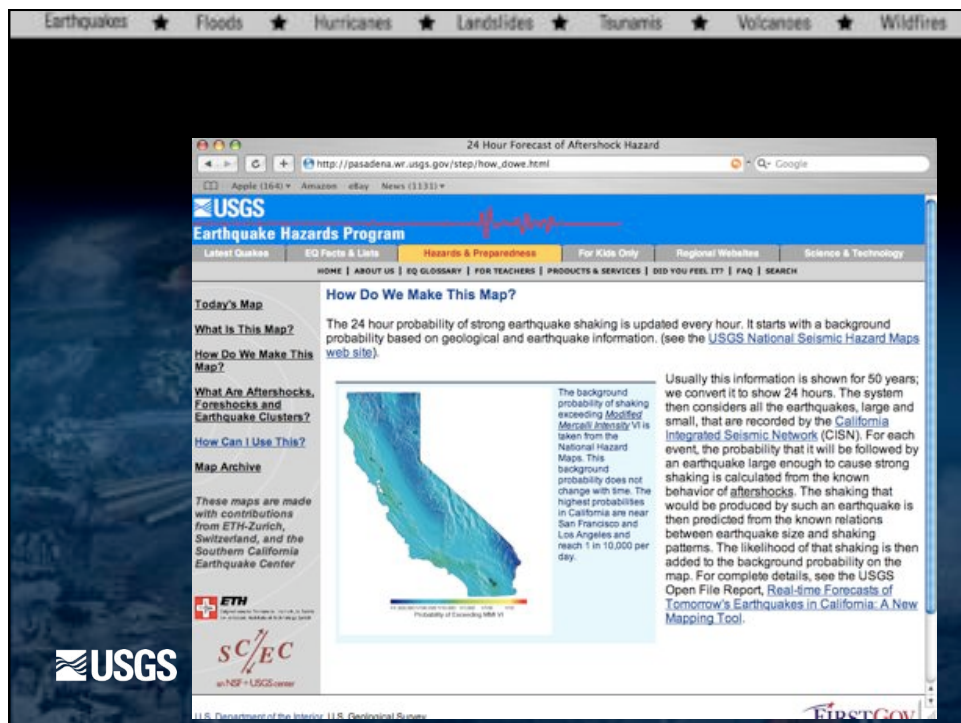 Earthquakes ★ Floods ★ Hurricanes ★ Landslides ★ Tsunamis ★ Volcanoes ★ Wildfires
24 Hour Forecast of Aftershock Hazard
http://pasadena.wr.usgs.gov/step/how_dowe.html
Google
Apple (164) Amazon eBay News (1131)
USGS
Earthquake Hazards Program
Latest Quakes EQ Facts & Lists Hazards & Preparedness For Kids Only Regional Websites Science & Technology
HOME | ABOUT US | EQ GLOSSARY | FOR TEACHERS | PRODUCTS & SERVICES | DID YOU FEEL IT? | FAQ | SEARCH
Today's Map
What Is This Map?
How Do We Make This
Map?
What Are Aftershocks,
Foreshocks and
Earthquake Clusters?
How Can I Use This?
Map Archive
These maps are made
with contributions
from ETH-Zurich,
Switzerland, and the
Southern California
Earthquake Center
ETH
SC/EC
an NSF+USGS center
How Do We Make This Map?
The 24 hour probability of strong earthquake shaking is updated every hour. It starts with a background
probability based on geological and earthquake information. (see the USGS National Seismic Hazard Maps
web site).
The background
probability of shaking
exceeding Modified
Mercalli Intensity VI is
taken from the
National Hazard
Maps. This
background
probability does not
change with time. The
highest probabilities
in California are near
San Francisco and
Los Angeles and
reach 1 in 10,000 per
day.
Probability of Exceeding MMI VI
Usually this information is shown for 50 years;
we convert it to show 24 hours. The system
then considers all the earthquakes, large and
small, that are recorded by the California
Integrated Seismic Network (CISN). For each
event, the probability that it will be followed by
an earthquake large enough to cause strong
shaking is calculated from the known
behavior of aftershocks. The shaking that
would be produced by such an earthquake is
then predicted from the known relations
between earthquake size and shaking
patterns. The likelihood of that shaking is then
added to the background probability on the
map. For complete details, see the USGS
Open File Report, Real-time Forecasts of
Tomorrow's Earthquakes in California: A New
Mapping Tool.
USGS
U.S. Department of the Interior, U.S. Geological Survey
FIRSTGOV